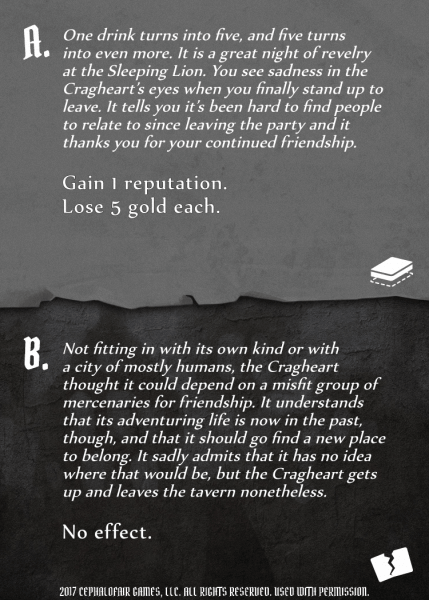 A.
One drink turns into five, and five turns
into even more. It is a great night of revelry
at the Sleeping Lion. You see sadness in the
Cragheart's eyes when you finally stand up to
leave. It tells you it's been hard to find people
to relate to since leaving the party and it
thanks you for your continued friendship.
Gain 1 reputation.
Lose 5 gold each.
B.
Not fitting in with its own kind or with
a city of mostly humans, the Cragheart
thought it could depend on a misfit group of
mercenaries for friendship. It understands
that its adventuring life is now in the past,
though, and that it should go find a new place
to belong. It sadly admits that it has no idea
where that would be, but the Cragheart gets
up and leaves the tavern nonetheless.
No effect.
2017 CEPHALOFAIR GAMES, LLC. ALL RIGHTS RESERVED. USED WITH PERMISSION.